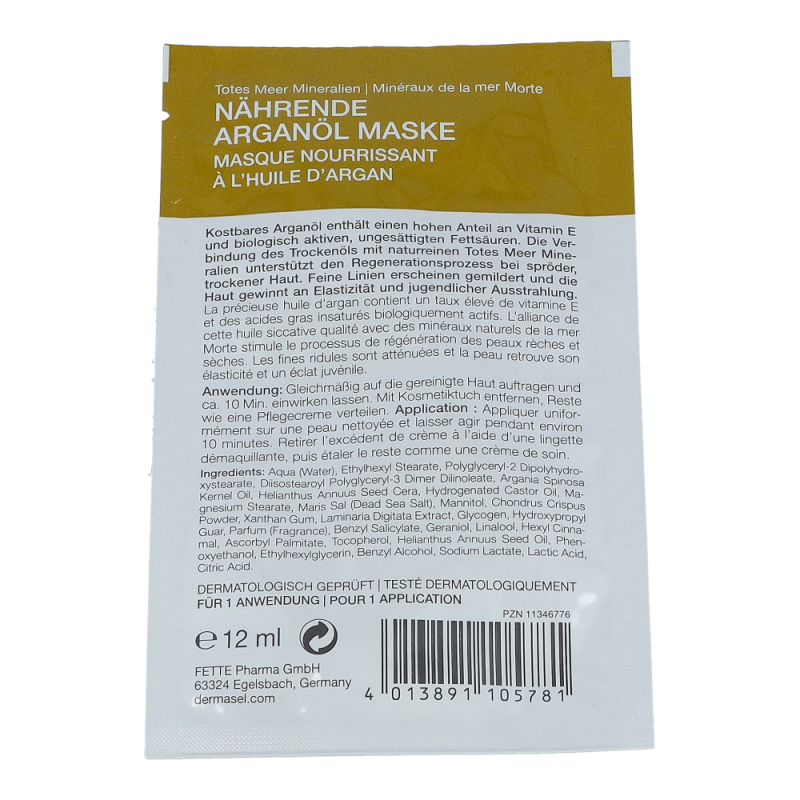 Totes Meer Mineralien | Minéraux de la mer Morte
NÄHRENDE
ARGANÖL MASKE
MASQUE NOURRISSANT
À L'HUILE D'ARGAN
Kostbares Arganöl enthält einen hohen Anteil an Vitamin E
und biologisch aktiven, ungesättigten Fettsäuren. Die Ver-
bindung des Trockenöls mit naturreinen Totes Meer Mine-
ralien unterstützt den Regenerationsprozess bei spröder,
trockener Haut. Feine Linien erscheinen gemildert und die
Haut gewinnt an Elastizität und jugendlicher Ausstrahlung.
La précieuse huile d'argan contient un taux élevé de vitamine E
et des acides gras insaturés biologiquement actifs. L'alliance de
cette huile siccative qualité avec des minéraux naturels de la mer
Morte stimule le processus de régénération des peaux rèches et
sèches. Les fines ridules sont atténuées et la peau retrouve son
élasticité et un éclat juvénile.
Anwendung: Gleichmäßig auf die gereinigte Haut auftragen und
ca. 10 Min. einwirken lassen. Mit Kosmetiktuch entfernen, Reste
wie eine Pflegecreme verteilen. Application : Appliquer unifor-
mément sur une peau nettoyée et laisser agir pendant environ
10 minutes. Retirer l'excédent de crème à l'aide d'une lingette
démaquillante, puis étaler le reste comme une crème de soin.
Ingredients: Aqua (Water), Ethylhexyl Stearate, Polyglyceryl-2 Dipolyhydro-
xystearate, Diisostearoyl Polyglyceryl-3 Dimer Dilinoleate, Argania Spinosa
Kernel Oil, Helianthus Annuus Seed Cera, Hydrogenated Castor Oil, Ma-
gnesium Stearate, Maris Sal (Dead Sea Salt), Mannitol, Chondrus Crispus
Powder, Xanthan Gum, Laminaria Digitata Extract, Glycogen, Hydroxypropyl
Guar, Parfum (Fragrance), Benzyl Salicylate, Geraniol, Linalool, Hexyl Cinna-
mal, Ascorbyl Palmitate, Tocopherol, Helianthus Annuus Seed Oil, Phen-
oxyethanol, Ethylhexylglycerin, Benzyl Alcohol, Sodium Lactate, Lactic Acid,
Citric Acid.
DERMATOLOGISCH GEPRÜFT | TESTÉ DERMATOLOGIQUEMENT
FÜR 1 ANWENDUNG | POUR 1 APPLICATION
PZN 11346776
℮ 12 ml
FETTE Pharma GmbH
63324 Egelsbach, Germany
dermasel.com
4 013891 105781